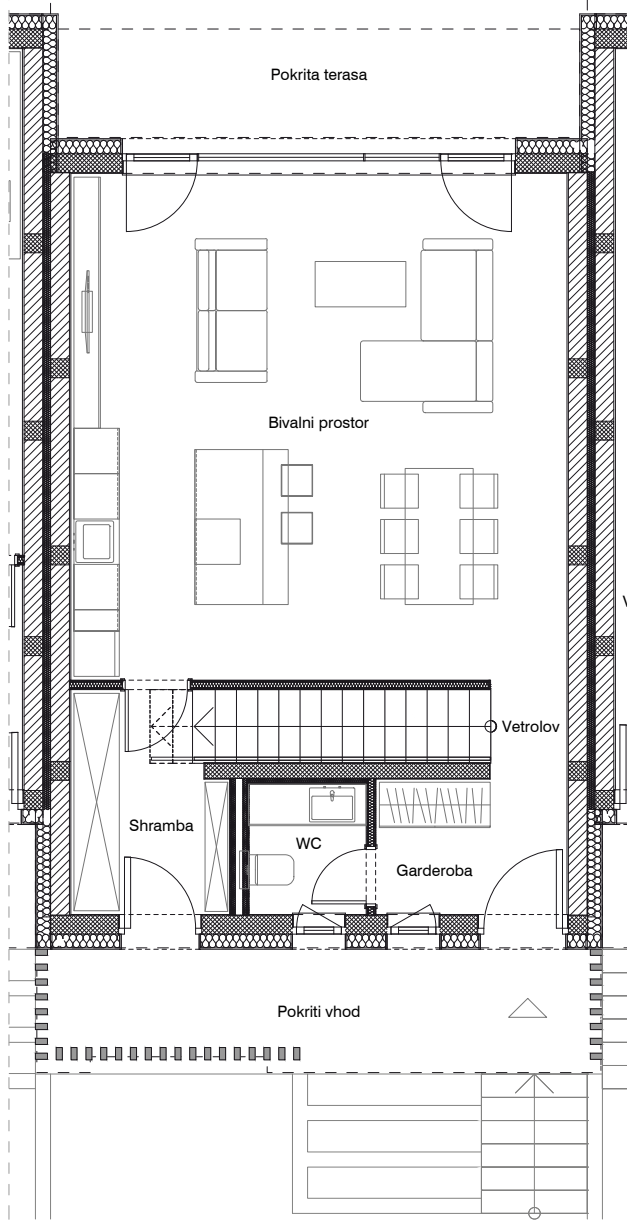 Pokrita terasa
Bivalni prostor
Vetrolov
Shramba
WC
Garderoba
Pokriti vhod